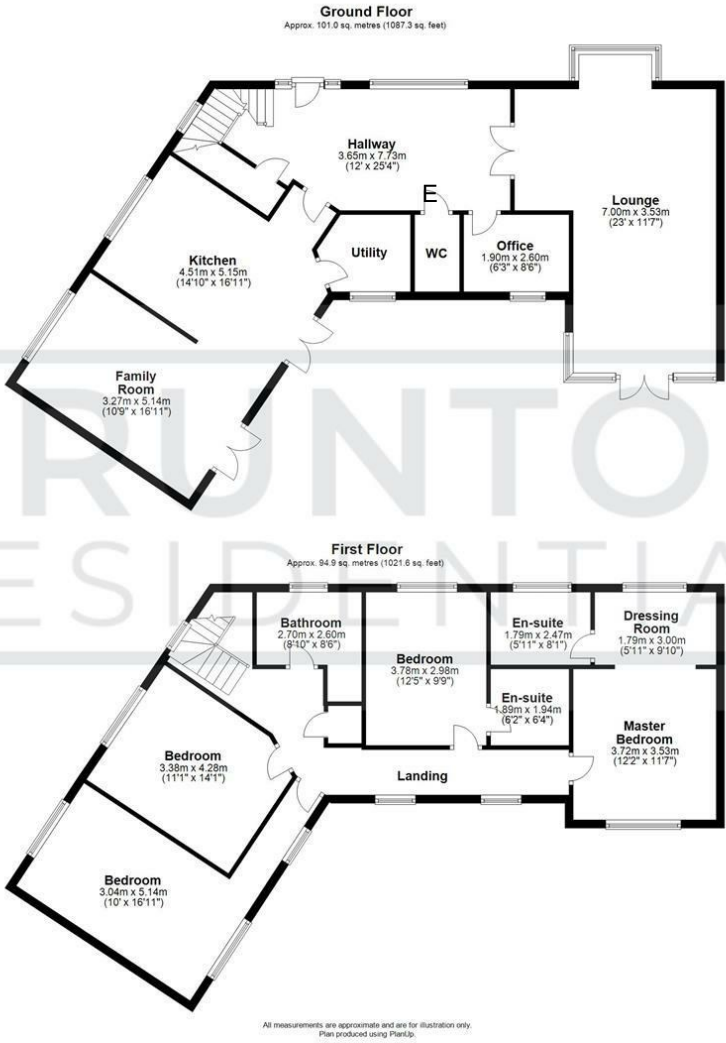 Ground Floor
Approx. 101.0 sq. metres (1087.3 sq. feet)
Hallway
3.65m x 7.73m
(12' x 25'4")
E
Lounge
7.00m x 3.53m
(23' x 11'7")
Kitchen
4.51m x 5.15m
(14'10" x 16'11")
Utility
WC
Office
1.90m x 2.60m
(6'3" x 8'6")
Family
Room
3.27m x 5.14m
(10'9" x 16'11")
RUNTO
ESIDENTIA
First Floor
Approx. 94.9 sq. metres (1021.6 sq. feet)
Bathroom
2.70m x 2.60m
(8'10" x 8'6")
Bedroom
3.78m x 2.98m
(12'5" x 9'9")
En-suite
1.79m x 2.47m
(5'11" x 8'1")
Dressing
Room
1.79m x 3.00m
(5'11" x 9'10")
En-suite
1.89m x 1.94m
(6'2" x 6'4")
Master
Bedroom
3.72m x 3.53m
(12'2" x 11'7")
Bedroom
3.38m x 4.28m
(11'1" x 14'1")
Landing
Bedroom
3.04m x 5.14m
(10' x 16'11")
All measurements are approximate and are for illustration only.
Plan produced using PlanUp.